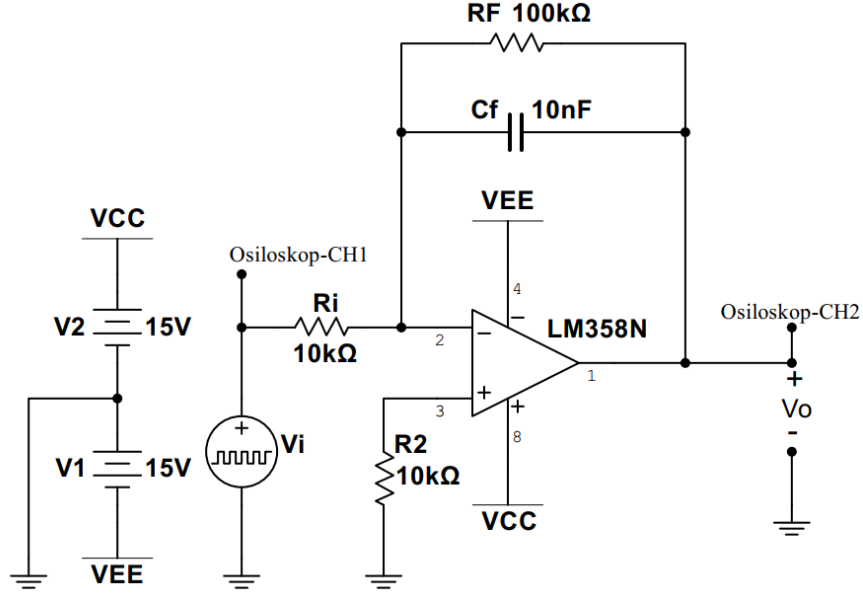 RF 100kΩ
Cf 10nF
VEE
VCC
Osiloskop-CH1
4
Ri
−
LM358N
Osiloskop-CH2
V2 15V
10kΩ
2
−
1
+
3
+
+
Vo
+
Vi
R2
8
-
V1 15V
10kΩ
VCC
VEE